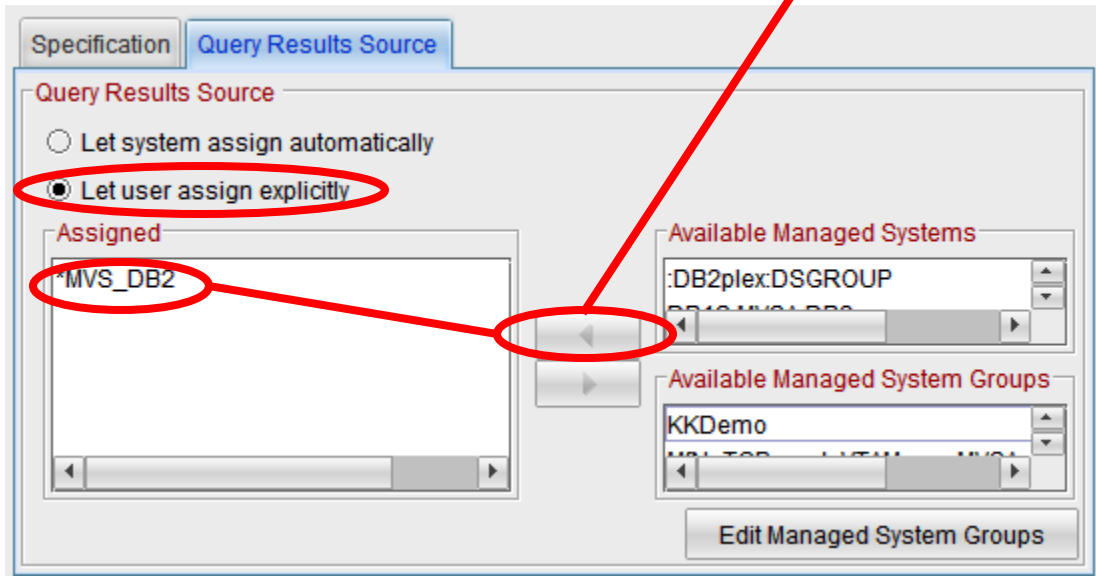 Specification
Query Results Source
Query Results Source
Let system assign automatically
Let user assign explicitly
Assigned
*MVS_DB2
Available Managed Systems
:DB2plex:DSGROUP
Available Managed System Groups
KKDemo
Edit Managed System Groups